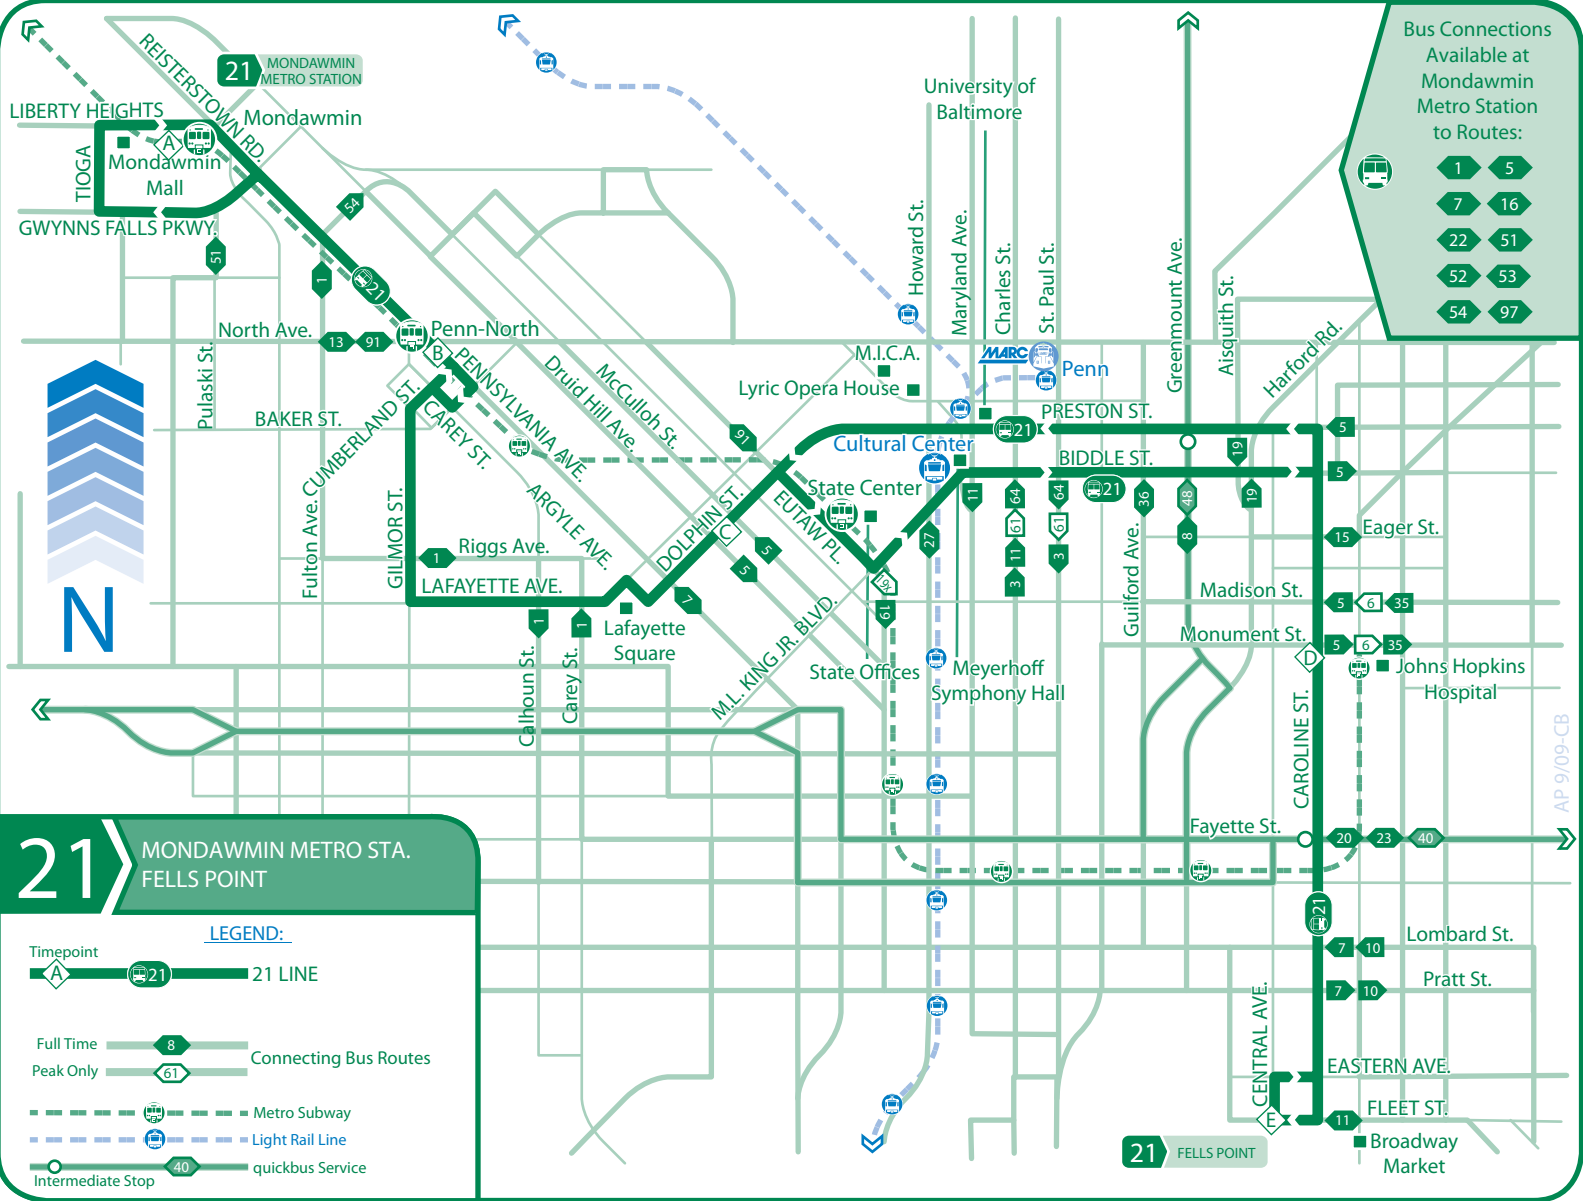 Bus Connections
Available at
Mondawmin
Metro Station
to Routes:
1 5
7 16
22 51
52 53
54 97
21 MONDAWMIN
METRO STATION
REISTERSTOWN RD.
LIBERTY HEIGHTS
Mondawmin
A
Mondawmin
Mall
TIOGA
GWYNNS FALLS PKWY.
54
51
1
21
University of
Baltimore
Howard St.
Maryland Ave.
Charles St.
St. Paul St.
Greenmount Ave.
Aisquith St.
Harford Rd.
North Ave.
13 91
Penn-North
B
Pulaski St.
BAKER ST.
CUMBERLAND ST.
CAREY ST.
PENNSYLVANIA AVE.
Druid Hill Ave.
McCulloh St.
M.I.C.A.
Lyric Opera House
MARC
Penn
PRESTON ST.
21
5
91
Cultural Center
BIDDLE ST.
21
5
19
State Center
EUTAW PL.
DOLPHIN ST.
C
ARGYLE AVE.
Fulton Ave.
GILMOR ST.
1
Riggs Ave.
LAFAYETTE AVE.
5
5
7
1
1
Lafayette
Square
Calhoun St.
Carey St.
M.L. KING JR. BLVD.
19
19
27
11
64
61
11
3
64
61
3
36
48
8
19
Guilford Ave.
State Offices
Meyerhoff
Symphony Hall
15
Eager St.
Madison St.
5 6 35
Monument St.
5 6 35
D
Johns Hopkins
Hospital
CAROLINE ST.
AP 9/09-CB
Fayette St.
20 23 40
21
Lombard St.
7 10
Pratt St.
7 10
CENTRAL AVE.
EASTERN AVE.
FLEET ST.
E
11
Broadway
Market
21 FELLS POINT
N
21
MONDAWMIN METRO STA.
FELLS POINT
LEGEND:
Timepoint
A 21 21 LINE
Full Time 8
Connecting Bus Routes
Peak Only 61
Metro Subway
Light Rail Line
40 quickbus Service
Intermediate Stop